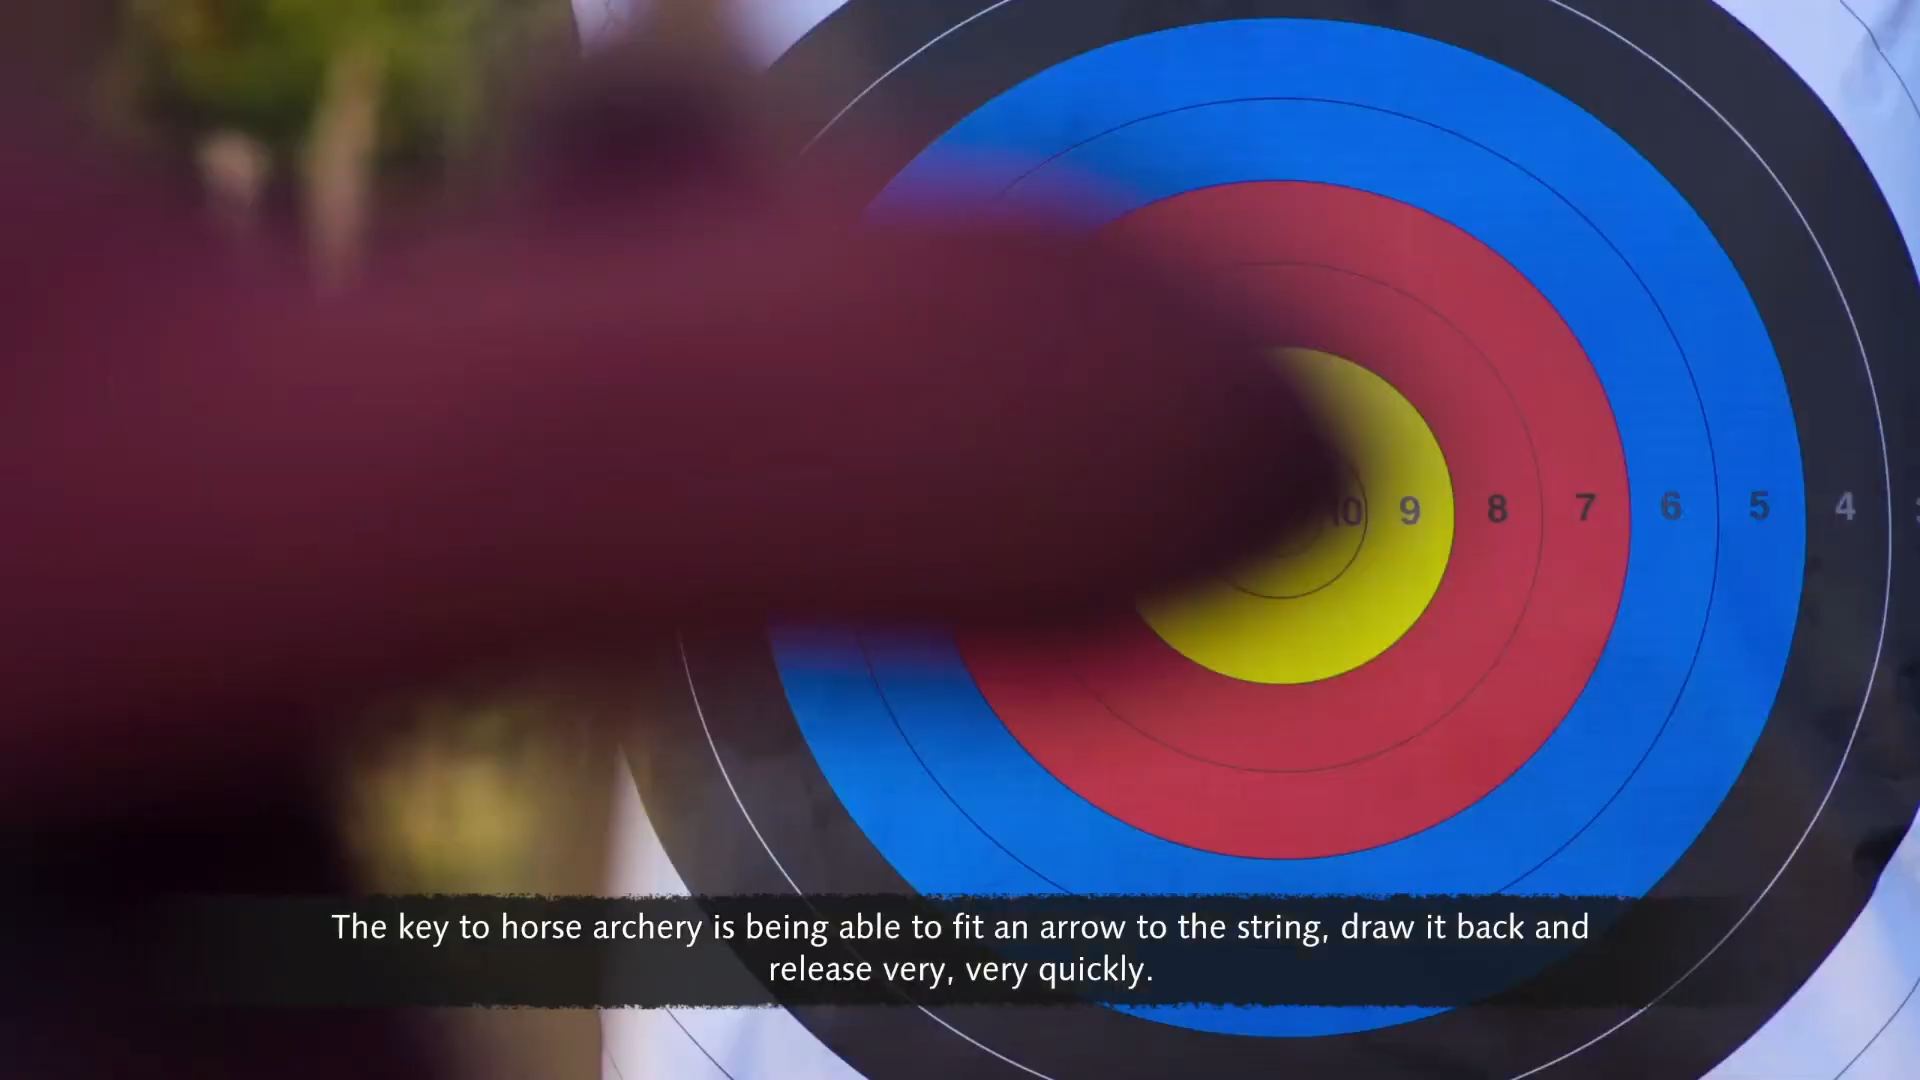 10 9 8 7 6 5 4
The key to horse archery is being able to fit an arrow to the string, draw it back and
release very, very quickly.